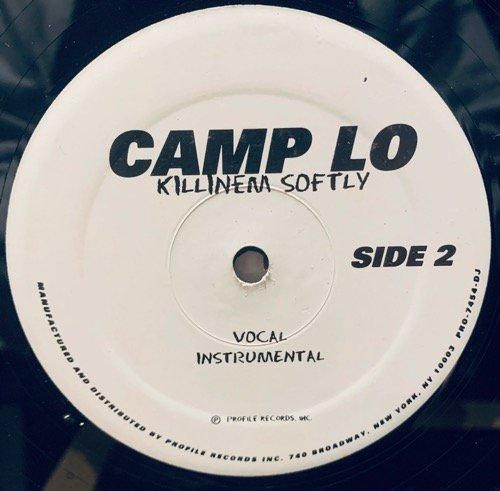 CAMP LO
KILLINEM SOFTLY
SIDE 2
VOCAL
INSTRUMENTAL
Ⓟ PROFILE RECORDS, INC.
MANUFACTURED AND DISTRIBUTED BY PROFILE RECORDS INC. 740 BROADWAY, NEW YORK, NY 10003 PRO-7454-DJ